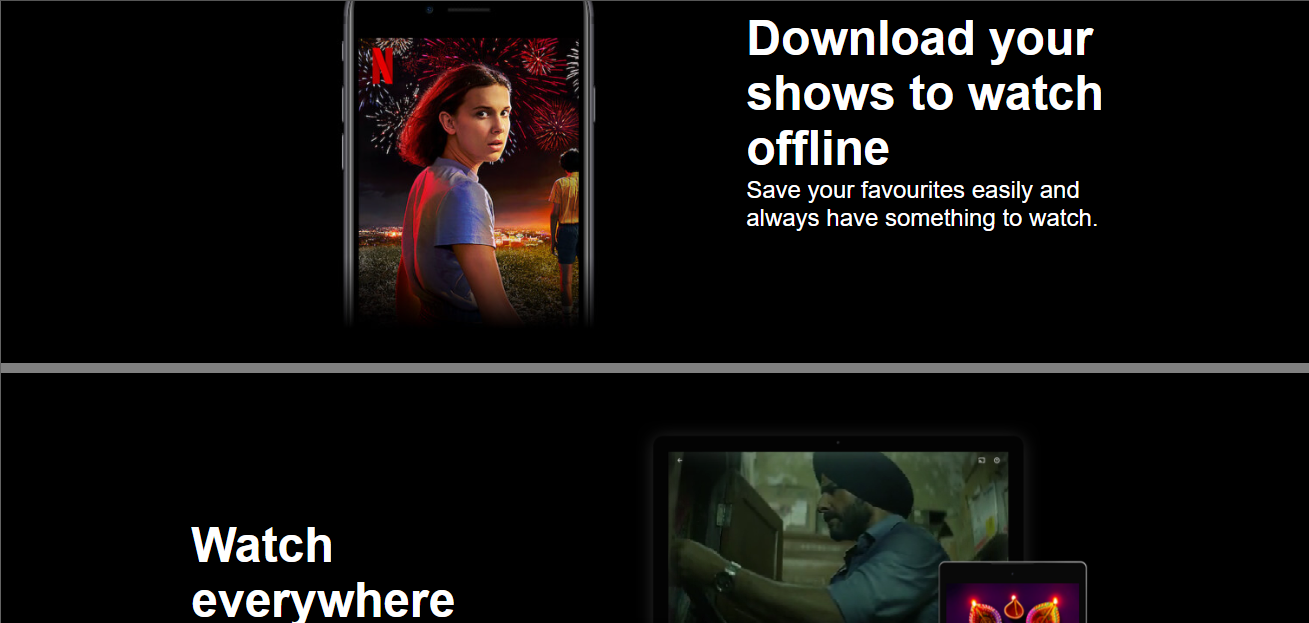 N
Download your
shows to watch
offline
Save your favourites easily and
always have something to watch.
Watch
everywhere